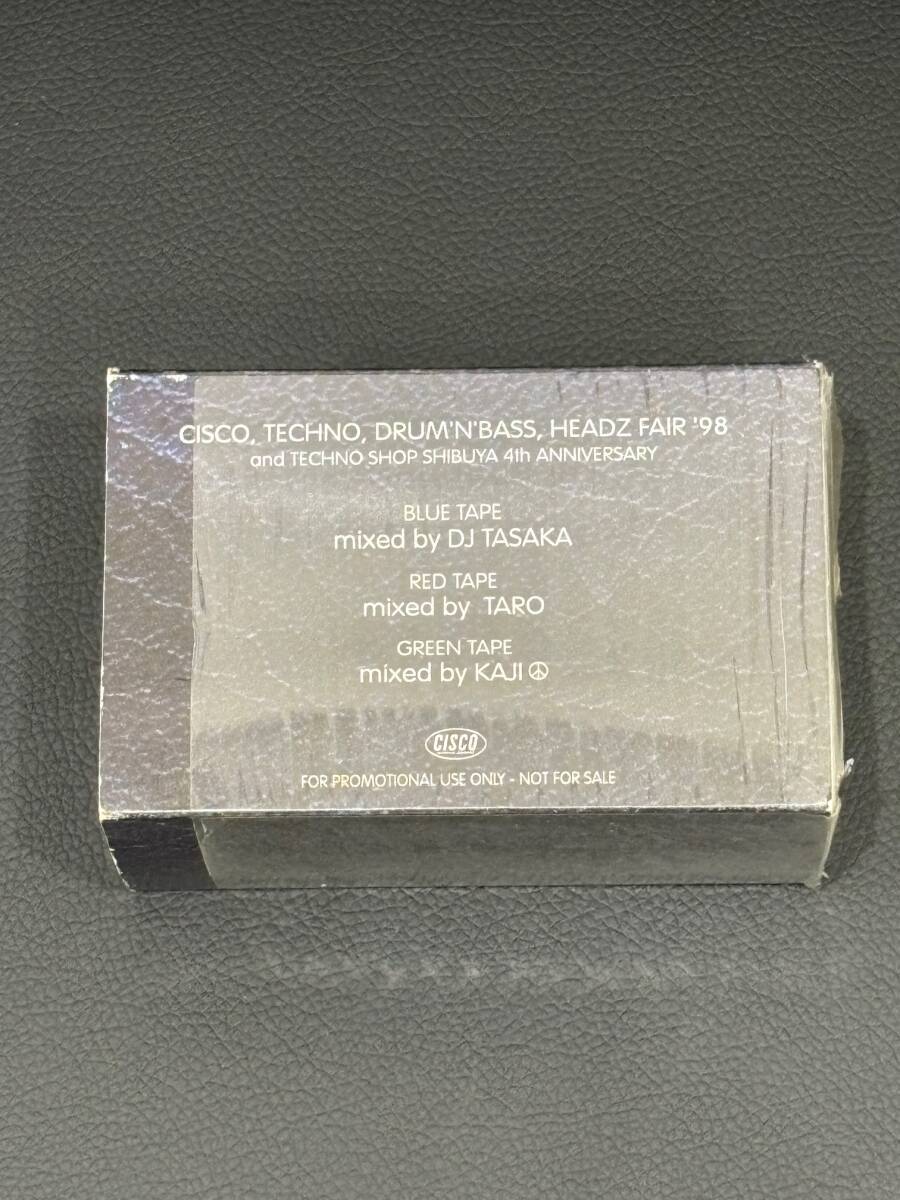 CISCO, TECHNO, DRUM'N'BASS, HEADZ FAIR '98
and TECHNO SHOP SHIBUYA 4th ANNIVERSARY
BLUE TAPE
mixed by DJ TASAKA
RED TAPE
mixed by TARO
GREEN TAPE
mixed by KAJI ☮
CISCO
FOR PROMOTIONAL USE ONLY - NOT FOR SALE